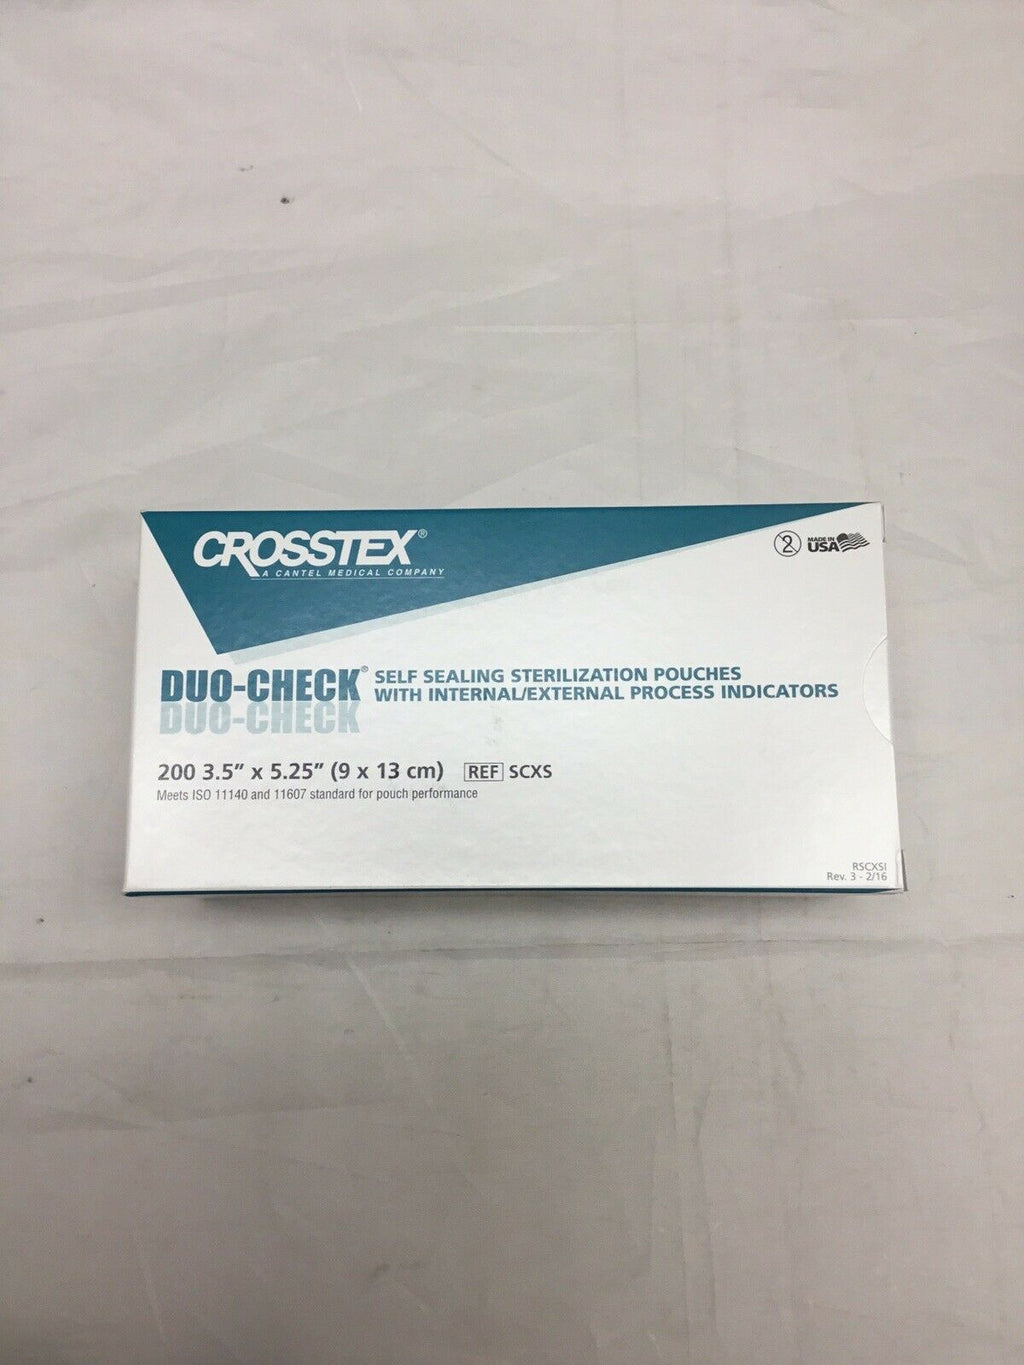 CROSSTEX®
A CANTEL MEDICAL COMPANY
2
MADE IN
USA
DUO-CHECK® SELF SEALING STERILIZATION POUCHES
WITH INTERNAL/EXTERNAL PROCESS INDICATORS
DUO-CHECK
200 3.5" x 5.25" (9 x 13 cm) REF SCXS
Meets ISO 11140 and 11607 standard for pouch performance
RSCXSI
Rev. 3 - 2/16